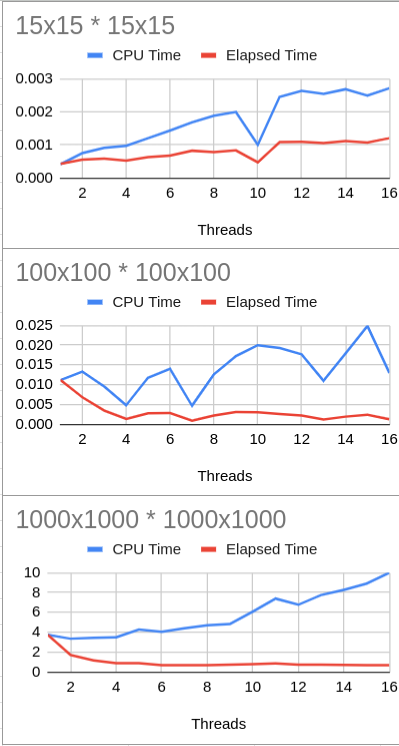 15x15 * 15x15
CPU Time Elapsed Time
0.003
0.002
0.001
0.000
2 4 6 8 10 12 14 16
Threads
100x100 * 100x100
CPU Time Elapsed Time
0.025
0.020
0.015
0.010
0.005
0.000
2 4 6 8 10 12 14 16
Threads
1000x1000 * 1000x1000
CPU Time Elapsed Time
10
8
6
4
2
0
2 4 6 8 10 12 14 16
Threads